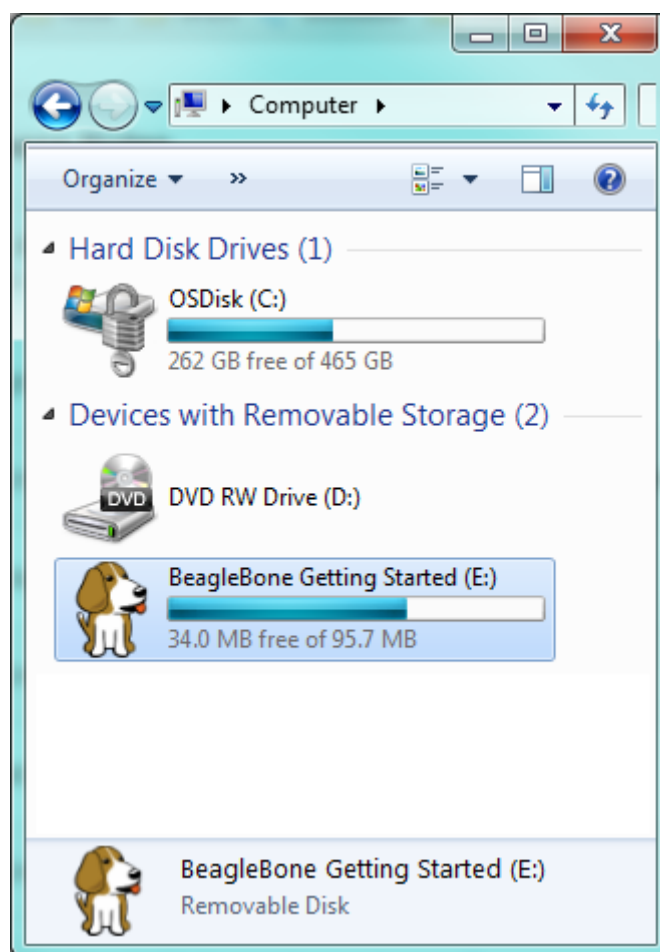 Computer
Organize
»
Hard Disk Drives (1)
OSDisk (C:)
262 GB free of 465 GB
Devices with Removable Storage (2)
DVD
DVD RW Drive (D:)
BeagleBone Getting Started (E:)
34.0 MB free of 95.7 MB
BeagleBone Getting Started (E:)
Removable Disk